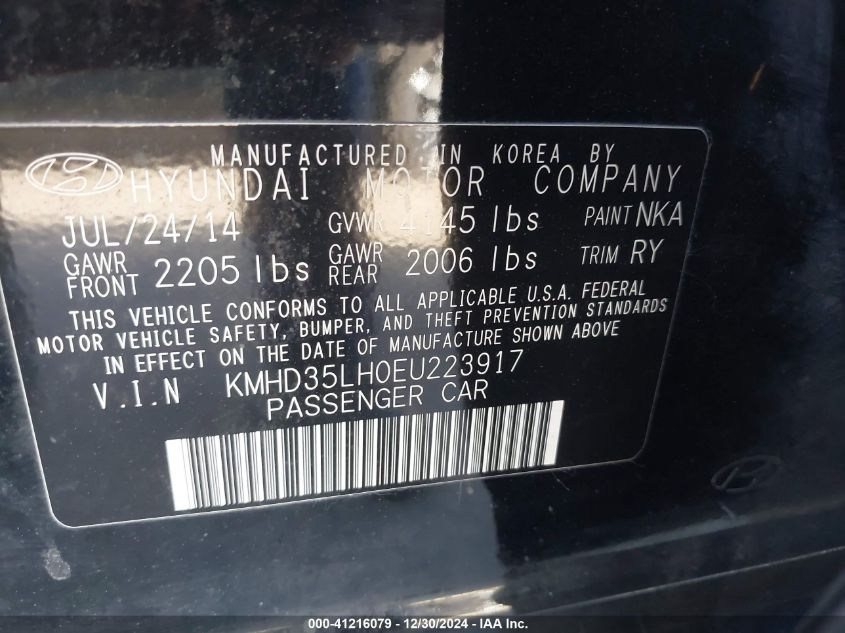 MANUFACTURED IN KOREA BY
HYUNDAI MOTOR COMPANY
JUL/24/14 GVWR 4145 lbs PAINT NKA
GAWR FRONT 2205 lbs GAWR REAR 2006 lbs TRIM RY
THIS VEHICLE CONFORMS TO ALL APPLICABLE U.S.A. FEDERAL
MOTOR VEHICLE SAFETY, BUMPER, AND THEFT PREVENTION STANDARDS
IN EFFECT ON THE DATE OF MANUFACTURE SHOWN ABOVE
V.I.N KMHD35LH0EU223917
PASSENGER CAR
000-41216079 - 12/30/2024 - IAA Inc.